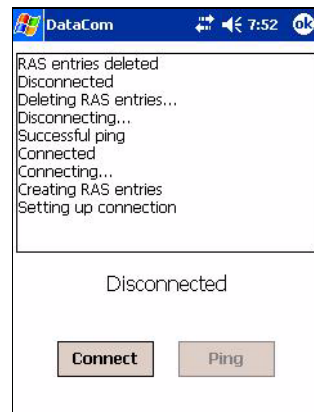 DataCom 7:52 ok
RAS entries deleted
Disconnected
Deleting RAS entries...
Disconnecting...
Successful ping
Connected
Connecting...
Creating RAS entries
Setting up connection
Disconnected
Connect Ping